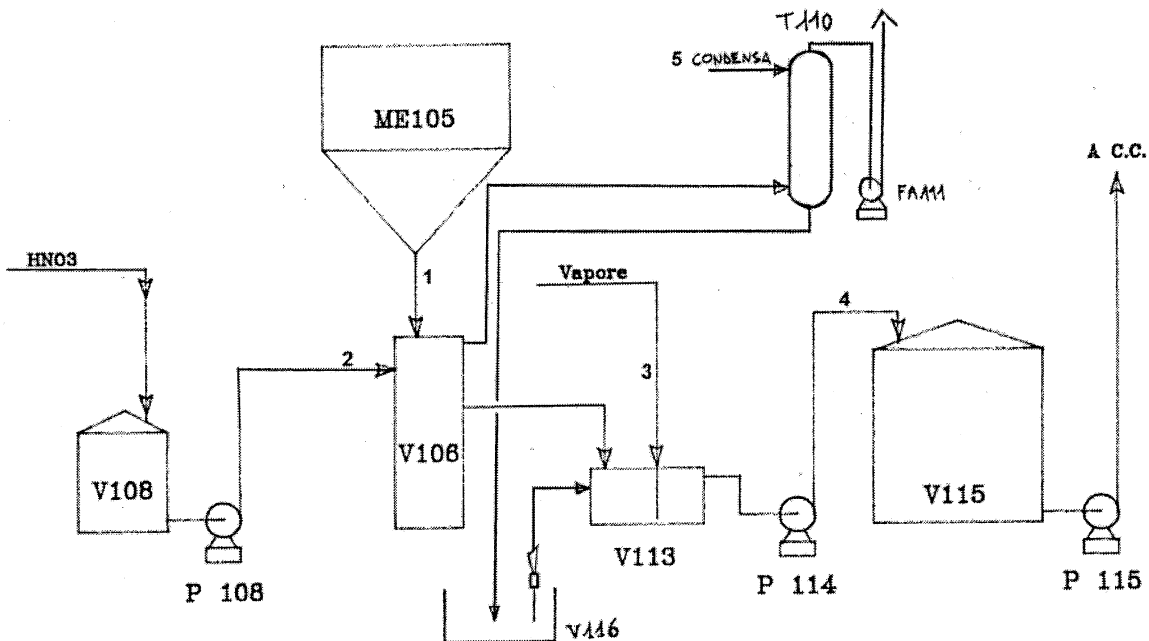 T110
5 CONDENSA
ME105
A C.C.
FA111
HNO3
1
Vapore
4
2
3
V106
V108
V115
V113
P 108
P 114
P 115
V116